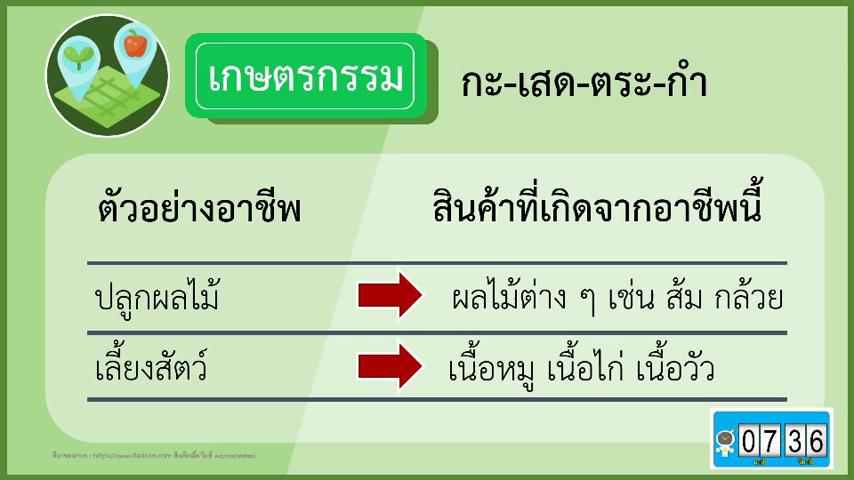 เกษตรกรรม กะ-เสด-ตระ-กำ
ตัวอย่างอาชีพ สินค้าที่เกิดจากอาชีพนี้
ปลูกผลไม้ ผลไม้ต่าง ๆ เช่น ส้ม กล้วย
เลี้ยงสัตว์ เนื้อหมู เนื้อไก่ เนื้อวัว
07 36